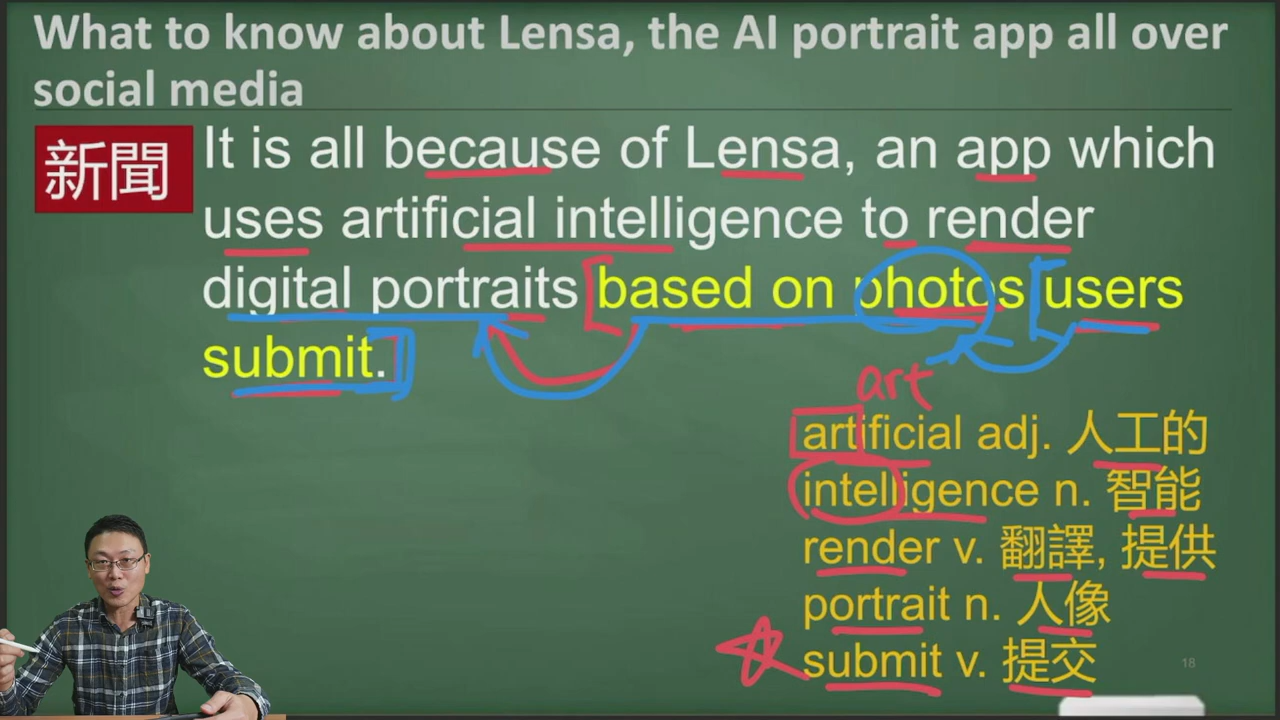 What to know about Lensa, the AI portrait app all over
social media
新聞
It is all because of Lensa, an app which
uses artificial intelligence to render
digital portraits based on photos users
submit.
art
artificial adj. 人工的
intelligence n. 智能
render v. 翻譯, 提供
portrait n. 人像
submit v. 提交
18